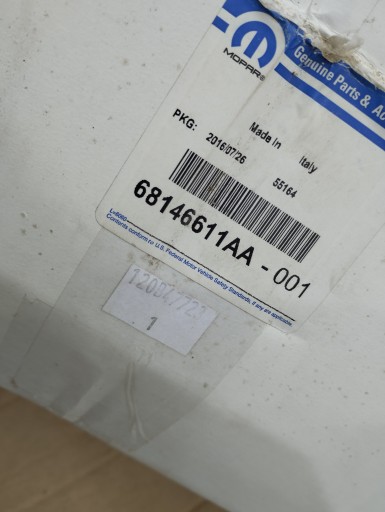 MOPAR®
Genuine Parts & Ac
PKG:
2016/07/26
Made In Italy
55164
68146611AA - 001
Contents conform to U.S. Federal Motor Vehicle Safety Standards, if any are applicable.
1